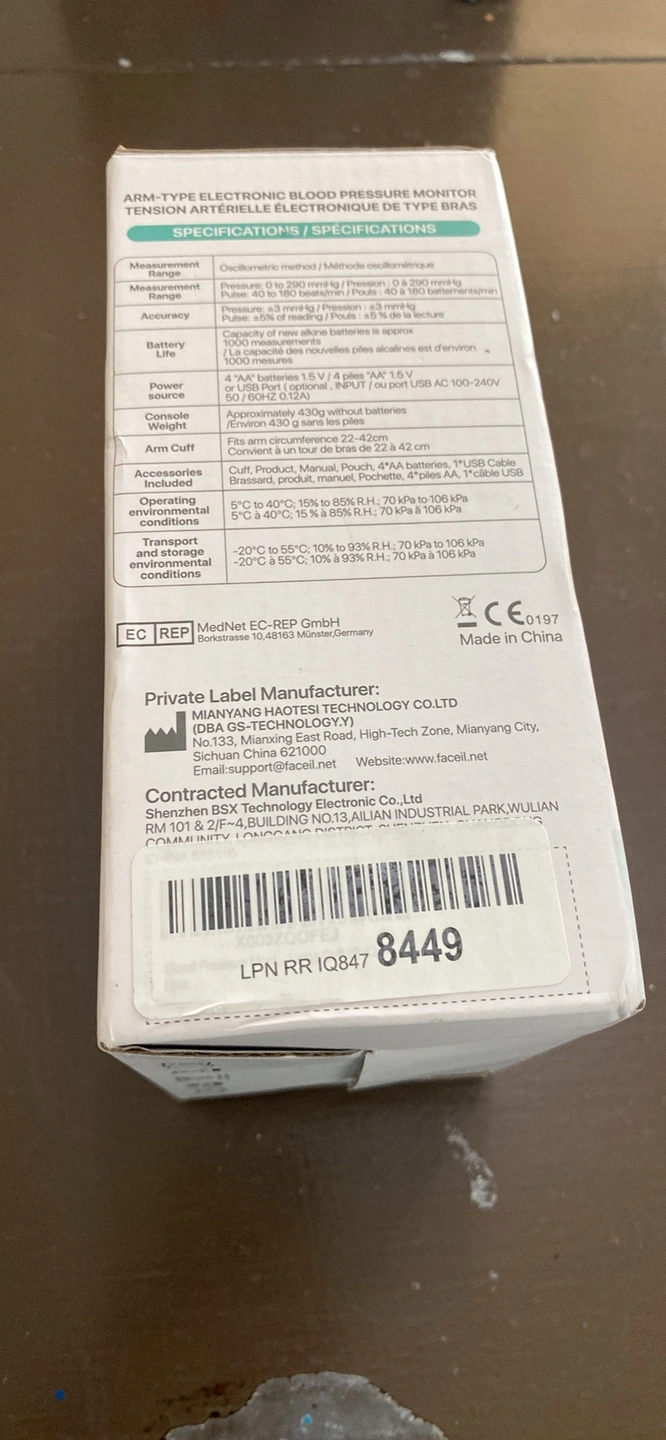 ARM-TYPE ELECTRONIC BLOOD PRESSURE MONITOR
TENSION ARTÉRIELLE ÉLECTRONIQUE DE TYPE BRAS
SPECIFICATIONS / SPÉCIFICATIONS
Measurement Range
Oscillometric method / Méthode oscillométrique
Measurement Range
Pressure: 0 to 290 mmHg / Pression : 0 à 290 mmHg
Pulse: 40 to 180 beats/min / Pouls : 40 à 180 battements/min
Accuracy
Pressure: ±3 mmHg / Pression : ±3 mmHg
Pulse: ±5% of reading / Pouls : ±5 % de la lecture
Battery Life
Capacity of new alkine batteries is approx
1000 measurements
/ La capacité des nouvelles piles alcalines est d'environ
1000 mesures
Power source
4 "AA" batteries 1.5 V / 4 piles "AA" 1.5 V
or USB Port ( optional , INPUT / ou port USB AC 100-240V
50 / 60HZ 0.12A)
Console Weight
Approximately 430g without batteries
/Environ 430 g sans les piles
Arm Cuff
Fits arm circumference 22-42cm
Convient à un tour de bras de 22 à 42 cm
Accessories Included
Cuff, Product, Manual, Pouch, 4*AA batteries, 1*USB Cable
Brassard, produit, manuel, Pochette, 4*piles AA, 1*câble USB
Operating environmental conditions
5°C to 40°C; 15% to 85% R.H.; 70 kPa to 106 kPa
5°C à 40°C; 15 % à 85% R.H.; 70 kPa à 106 kPa
Transport and storage environmental conditions
-20°C to 55°C; 10% to 93% R.H.; 70 kPa to 106 kPa
-20°C à 55°C; 10% à 93% R.H.; 70 kPa à 106 kPa
EC REP
MedNet EC-REP GmbH
Borkstrasse 10,48163 Münster,Germany
CE0197
Made in China
Private Label Manufacturer:
MIANYANG HAOTESI TECHNOLOGY CO.LTD
(DBA GS-TECHNOLOGY.Y)
No.133, Mianxing East Road, High-Tech Zone, Mianyang City,
Sichuan China 621000
Email:support@faceil.net Website:www.faceil.net
Contracted Manufacturer:
Shenzhen BSX Technology Electronic Co.,Ltd
RM 101 & 2/F~4,BUILDING NO.13,AILIAN INDUSTRIAL PARK,WULIAN
COMMUNITY LONGGANG DISTRICT
LPN RR IQ847 8449